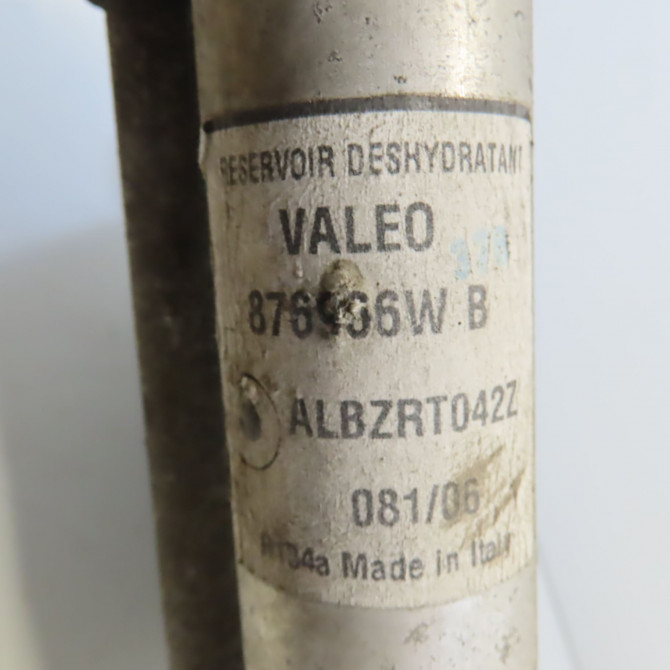 RESERVOIR DESHYDRATANT
VALEO
W B
ALBZRT042Z
081/06
Made in Italy